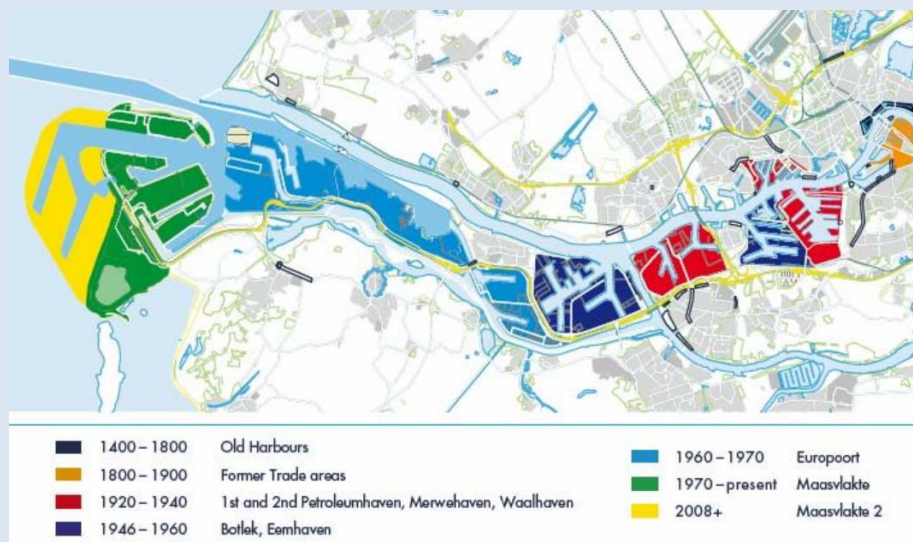 1400 – 1800 Old Harbours
1800 – 1900 Former Trade areas
1920 – 1940 1st and 2nd Petroleumhaven, Merwehaven, Waalhaven
1946 – 1960 Botlek, Eemhaven
1960 – 1970 Europoort
1970 – present Maasvlakte
2008+ Maasvlakte 2